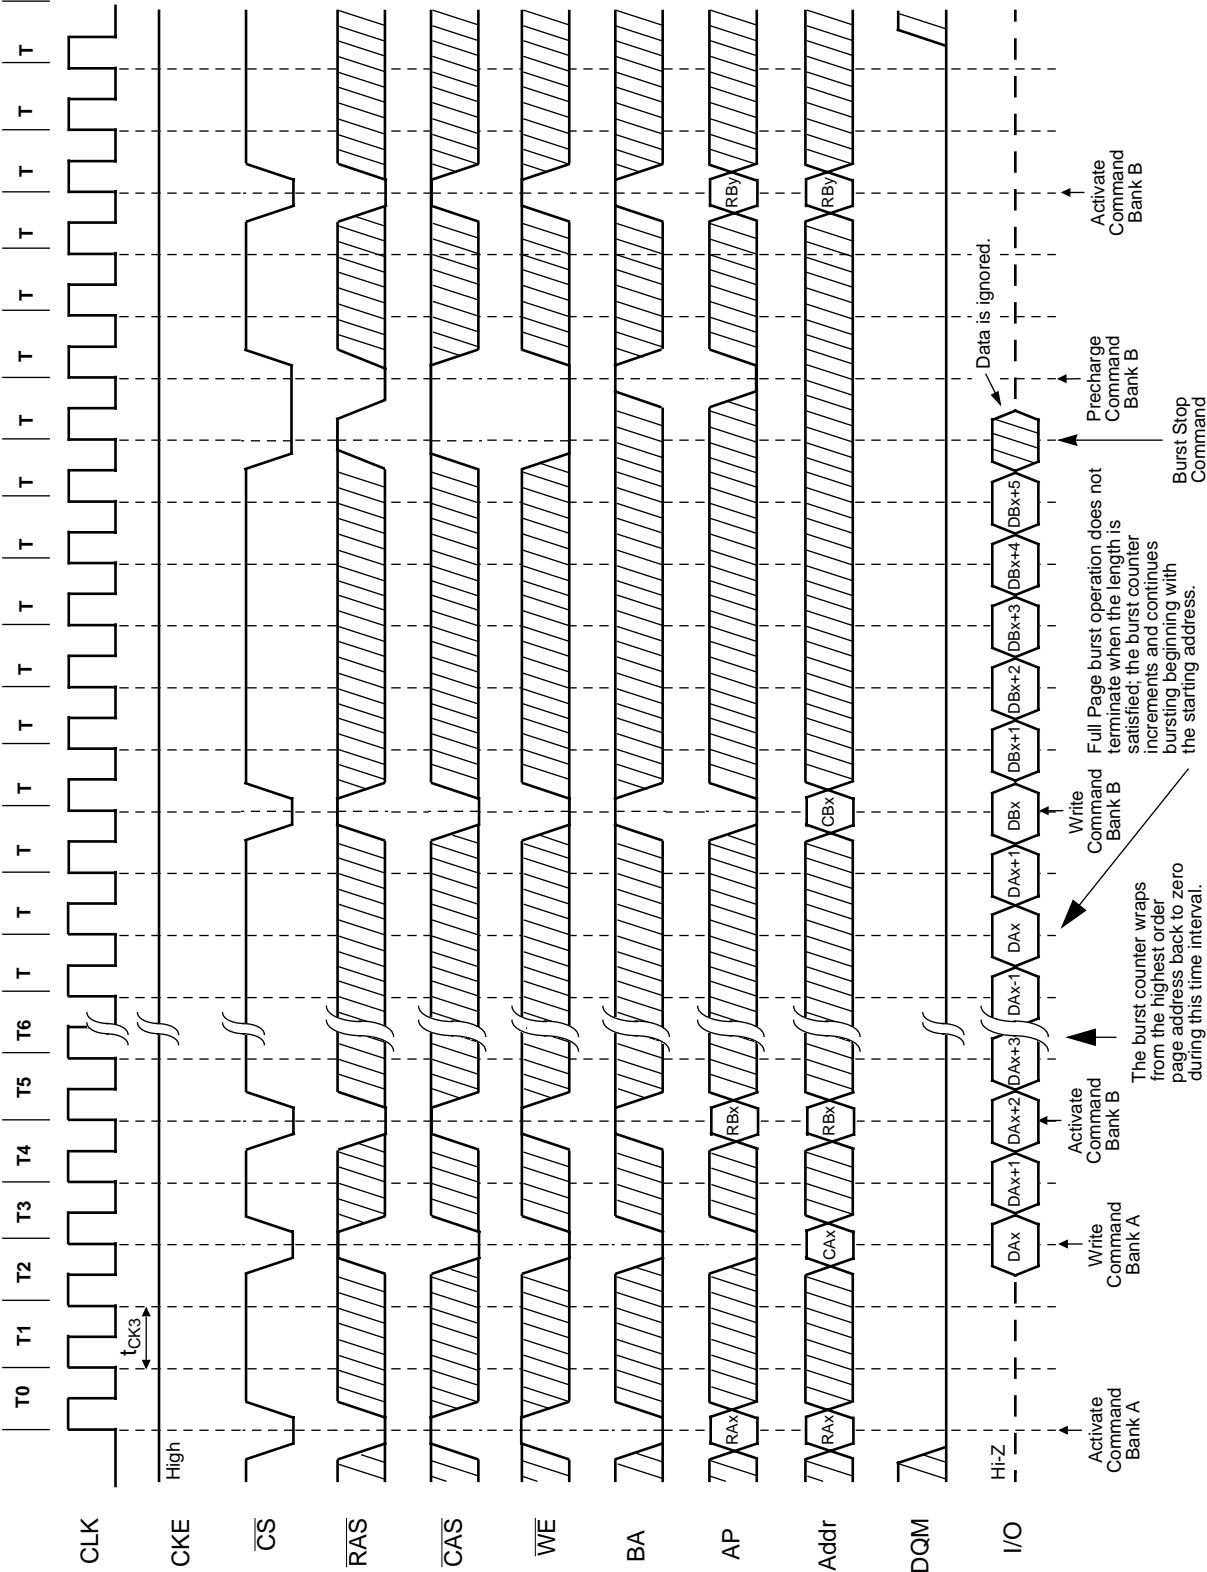 T0 T1 T2 T3 T4 T5 T6 T T T T T T T T T T T T T T T T
CLK
tCK3
CKE
High
CS
RAS
CAS
WE
BA
AP
RAx RBx RBy
Addr
RAx CAx RBx CBx RBy
DQM
I/O
Hi-Z
DAx DAx+1 DAx+2 DAx+3 DAx-1 DAx DAx+1 DBx DBx+1 DBx+2 DBx+3 DBx+4 DBx+5
Data is ignored.
Activate
Command
Bank A
Write
Command
Bank A
Activate
Command
Bank B
The burst counter wraps
from the highest order
page address back to zero
during this time interval.
Write
Command
Bank B
Full Page burst operation does not
terminate when the length is
satisfied; the burst counter
increments and continues
bursting beginning with
the starting address.
Burst Stop
Command
Precharge
Command
Bank B
Activate
Command
Bank B